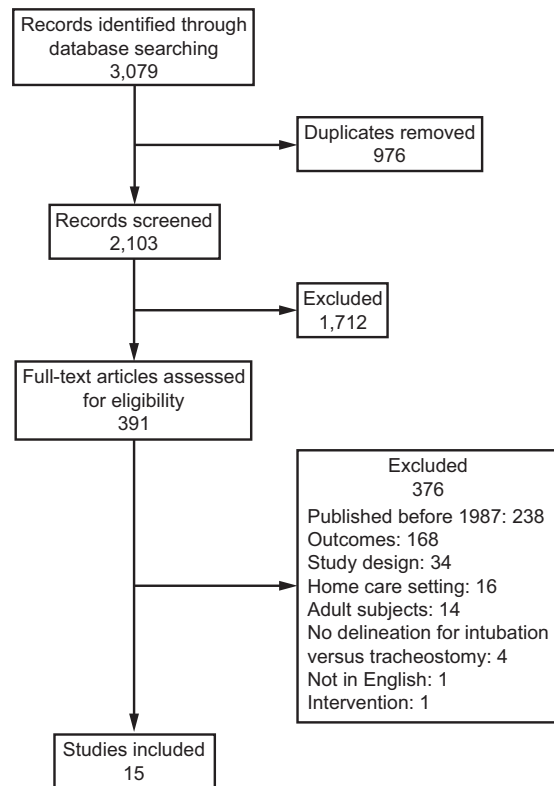 Records identified through
database searching
3,079
Duplicates removed
976
Records screened
2,103
Excluded
1,712
Full-text articles assessed
for eligibility
391
Excluded
376
Published before 1987: 238
Outcomes: 168
Study design: 34
Home care setting: 16
Adult subjects: 14
No delineation for intubation
versus tracheostomy: 4
Not in English: 1
Intervention: 1
Studies included
15